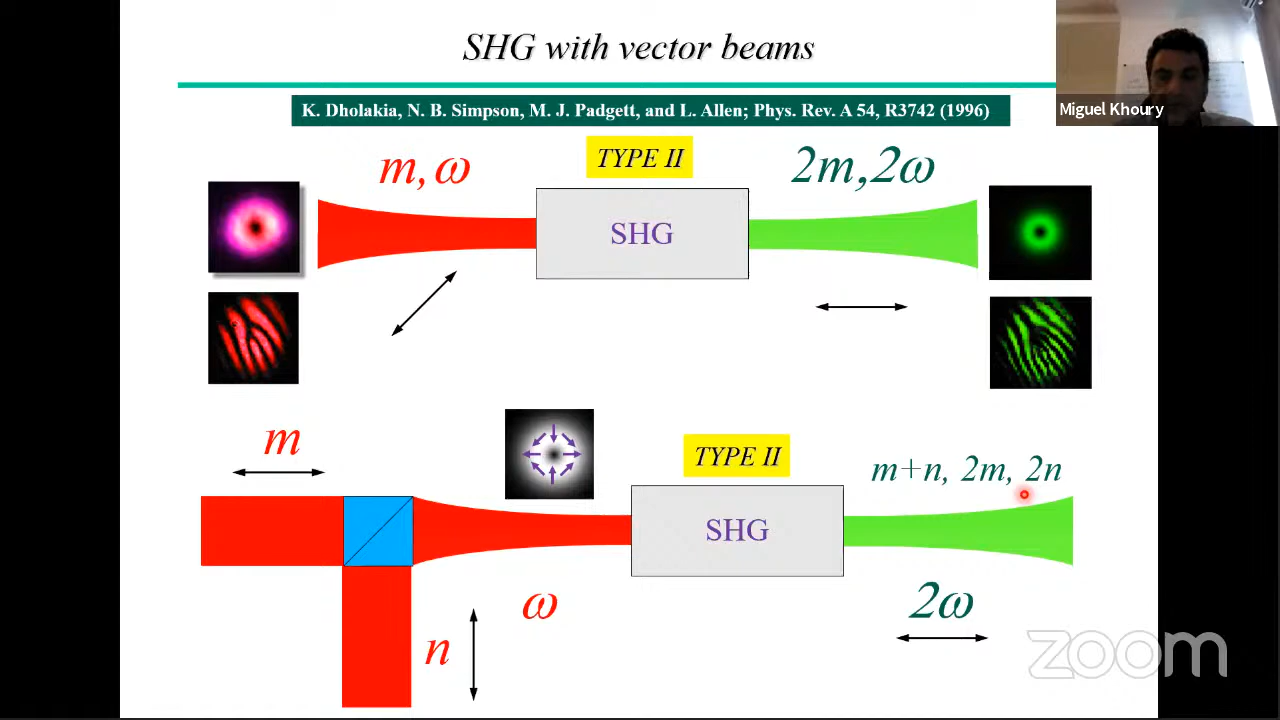 SHG with vector beams
K. Dholakia, N. B. Simpson, M. J. Padgett, and L. Allen; Phys. Rev. A 54, R3742 (1996)
Miguel Khoury
m, ω
TYPE II
2m,2ω
SHG
m
TYPE II
m+n, 2m, 2n
SHG
ω
2ω
n
zoom